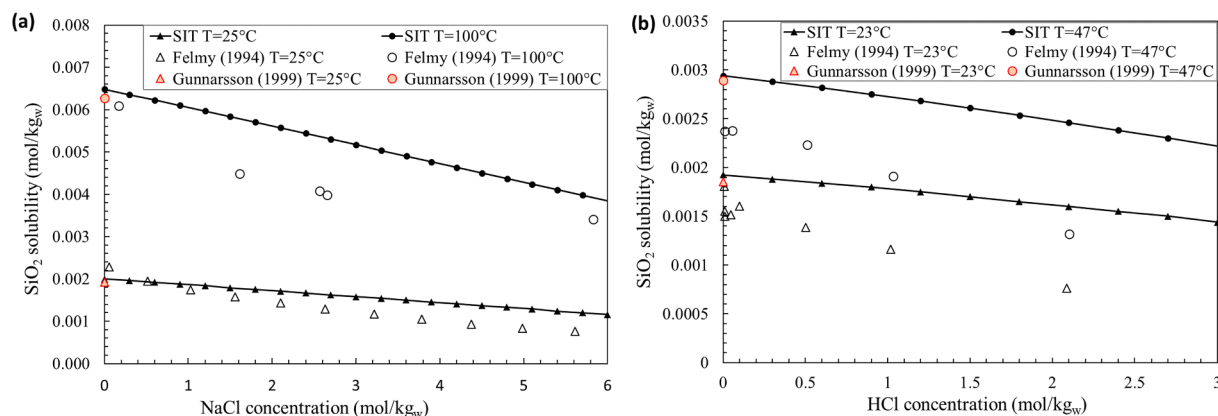 (a)
SiO2 solubility (mol/kgw)
0.008
0.007
0.006
0.005
0.004
0.003
0.002
0.001
0.000
SIT T=25°C SIT T=100°C
Felmy (1994) T=25°C Felmy (1994) T=100°C
Gunnarsson (1999) T=25°C Gunnarsson (1999) T=100°C
0 1 2 3 4 5 6
NaCl concentration (mol/kgw)
(b)
SiO2 solubility (mol/kgw)
0.0035
0.003
0.0025
0.002
0.0015
0.001
0.0005
0
SIT T=23°C SIT T=47°C
Felmy (1994) T=23°C Felmy (1994) T=47°C
Gunnarsson (1999) T=23°C Gunnarsson (1999) T=47°C
0 0.5 1 1.5 2 2.5 3
HCl concentration (mol/kgw)